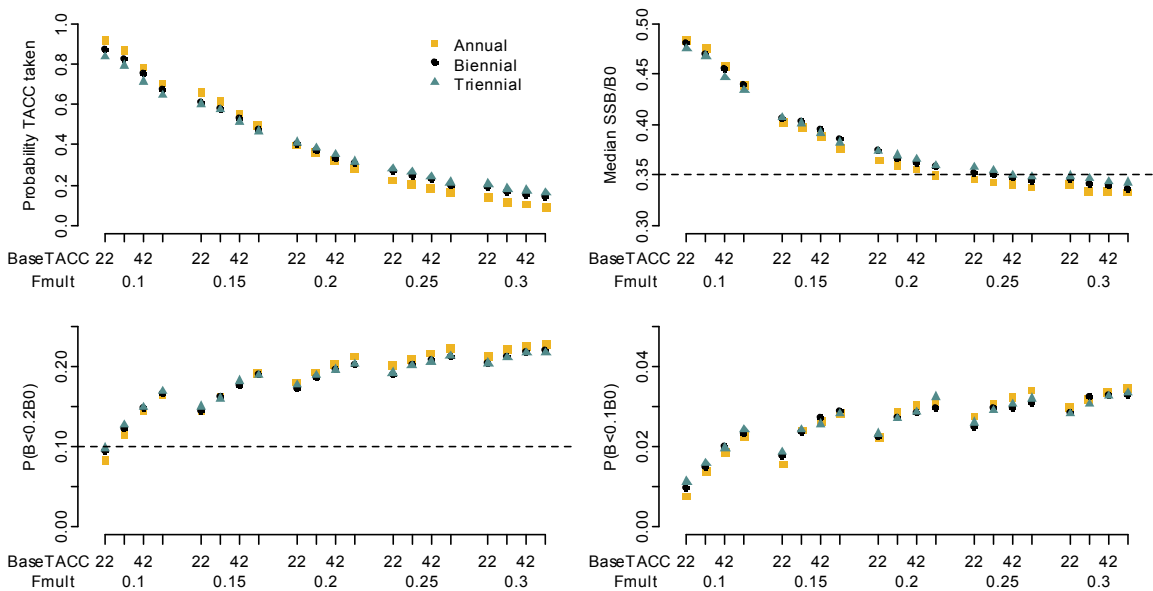 Probability TACC taken
1.0
0.8
0.6
0.4
0.2
0.0
Annual
Biennial
Triennial
BaseTACC 22 42 22 42 22 42 22 42 22 42
Fmult 0.1 0.15 0.2 0.25 0.3
Median SSB/B0
0.50
0.45
0.40
0.35
0.30
BaseTACC 22 42 22 42 22 42 22 42 22 42
Fmult 0.1 0.15 0.2 0.25 0.3
P(B<0.2B0)
0.20
0.10
0.00
BaseTACC 22 42 22 42 22 42 22 42 22 42
Fmult 0.1 0.15 0.2 0.25 0.3
P(B<0.1B0)
0.04
0.02
0.00
BaseTACC 22 42 22 42 22 42 22 42 22 42
Fmult 0.1 0.15 0.2 0.25 0.3